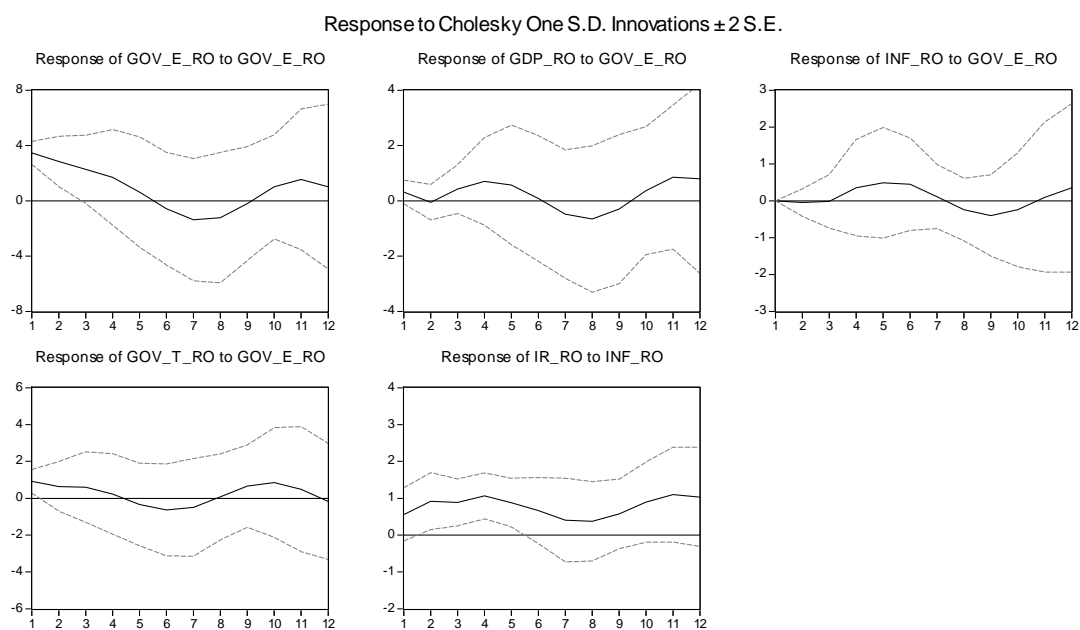 Response to Cholesky One S.D. Innovations ± 2 S.E.
Response of GOV_E_RO to GOV_E_RO
8
4
0
-4
-8
1 2 3 4 5 6 7 8 9 10 11 12
Response of GDP_RO to GOV_E_RO
4
2
0
-2
-4
1 2 3 4 5 6 7 8 9 10 11 12
Response of INF_RO to GOV_E_RO
3
2
1
0
-1
-2
-3
1 2 3 4 5 6 7 8 9 10 11 12
Response of GOV_T_RO to GOV_E_RO
6
4
2
0
-2
-4
-6
1 2 3 4 5 6 7 8 9 10 11 12
Response of IR_RO to INF_RO
4
3
2
1
0
-1
-2
1 2 3 4 5 6 7 8 9 10 11 12